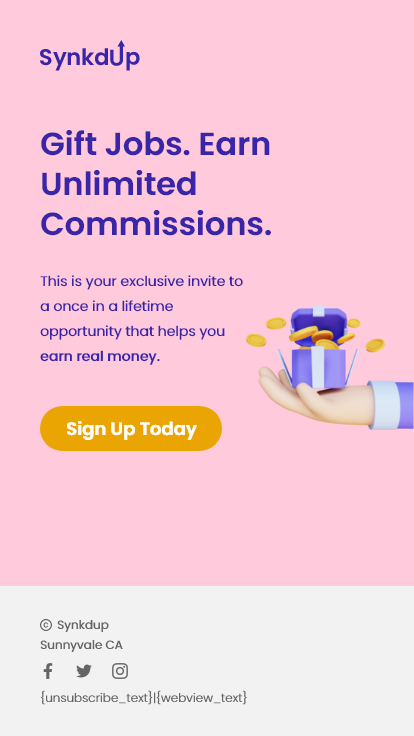 SynkdUp
Gift Jobs. Earn
Unlimited
Commissions.
This is your exclusive invite to
a once in a lifetime
opportunity that helps you
earn real money.
Sign Up Today
© Synkdup
Sunnyvale CA
{unsubscribe_text}|{webview_text}